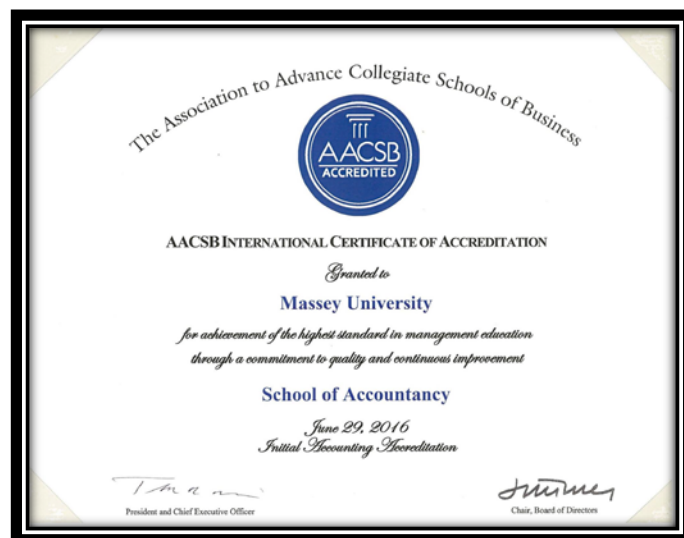 The Association to Advance Collegiate Schools of Business
AACSB
ACCREDITED
AACSB INTERNATIONAL CERTIFICATE OF ACCREDITATION
Granted to
Massey University
for achievement of the highest standard in management education
through a commitment to quality and continuous improvement
School of Accountancy
June 29, 2016
Initial Accounting Accreditation
President and Chief Executive Officer
Chair, Board of Directors